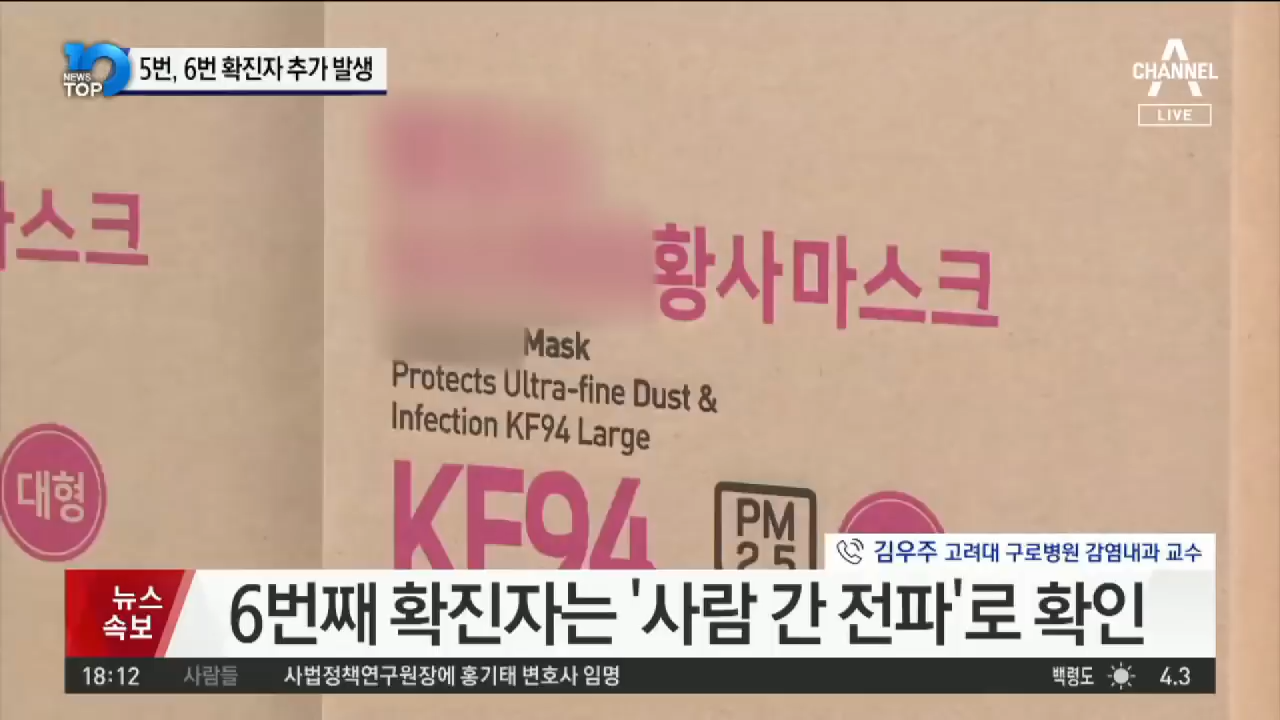 NEWS
TOP
10
5번, 6번 확진자 추가 발생
CHANNEL
A
LIVE
스크
황사마스크
Mask
Protects Ultra-fine Dust &
Infection KF94 Large
대형
KF94
PM
2.5
김우주 고려대 구로병원 감염내과 교수
뉴스
속보
6번째 확진자는 '사람 간 전파'로 확인
18:12 사람들 사법정책연구원장에 홍기태 변호사 임명 백령도 4.3